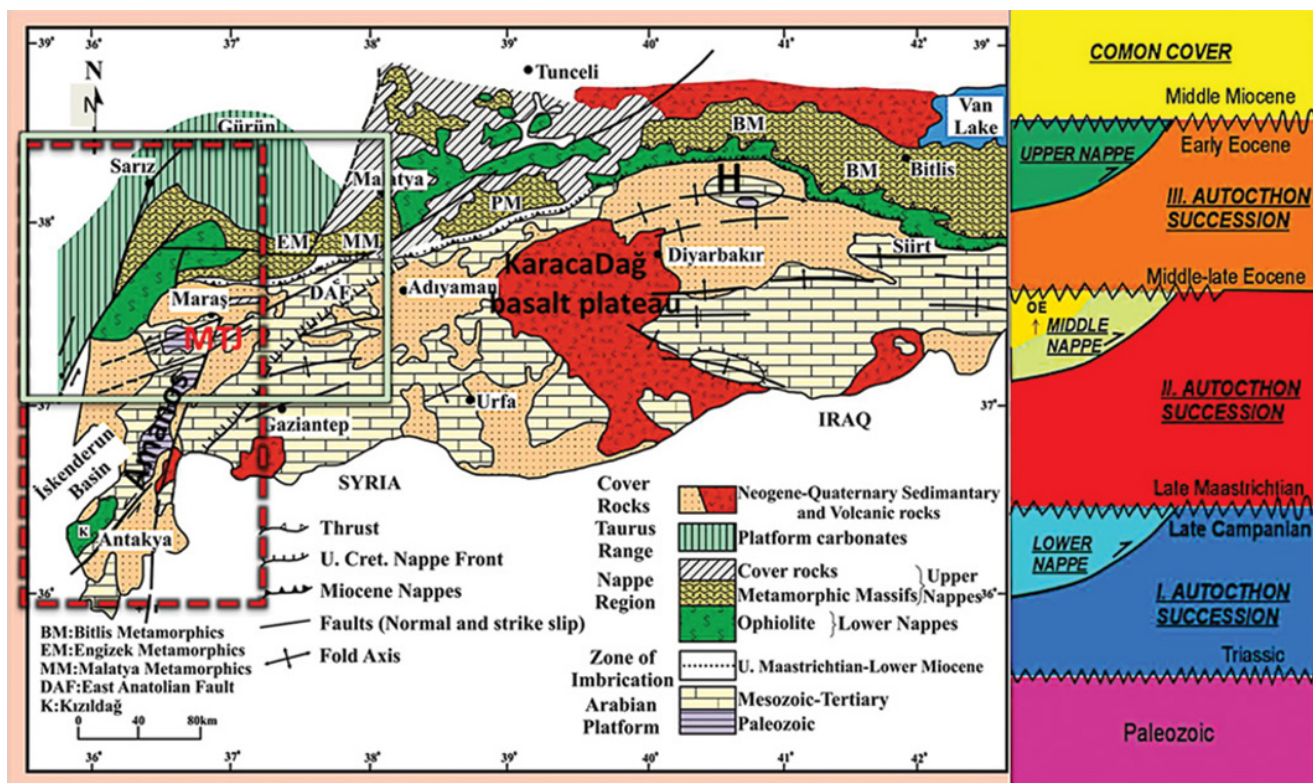 39°
36°
37°
38°
39°
40°
41°
42°
39°
N
N
Tunceli
Van
Lake
Gürün
Sarız
BM
Malatya
BM
Bitlis
H
38
PM
EM
MM
Siirt
Diyarbakır
KaracaDağ
basalt plateau
DAF
Adıyaman
Maraş
MTJ
37
Urfa
37°
Gaziantep
IRAQ
Amanos
İskenderun
Basin
SYRIA
K
Antakya
36°
36°
Thrust
U. Cret. Nappe Front
Miocene Nappes
Faults (Normal and strike slip)
Fold Axis
BM:Bitlis Metamorphics
EM:Engizek Metamorphics
MM:Malatya Metamorphics
DAF:East Anatolian Fault
K:Kızıldağ
0 40 80km
Cover
Rocks
Neogene-Quaternary Sedimantary
and Volcanic rocks
Taurus
Range
Platform carbonates
Nappe
Region
Cover rocks
Metamorphic Massifs
Upper
Nappes
Ophiolite
Lower Nappes
Zone of
Imbrication
U. Maastrichtian-Lower Miocene
Arabian
Platform
Mesozoic-Tertiary
Paleozoic
36°
37°
38°
39°
40°
41°
42°
COMON COVER
Middle Miocene
UPPER NAPPE
Early Eocene
III. AUTOCTHON
SUCCESSION
Middle-late Eocene
OE
MIDDLE
NAPPE
II. AUTOCTHON
SUCCESSION
Late Maastrichtian
Late Campanian
LOWER
NAPPE
I. AUTOCTHON
SUCCESSION
Triassic
Paleozoic